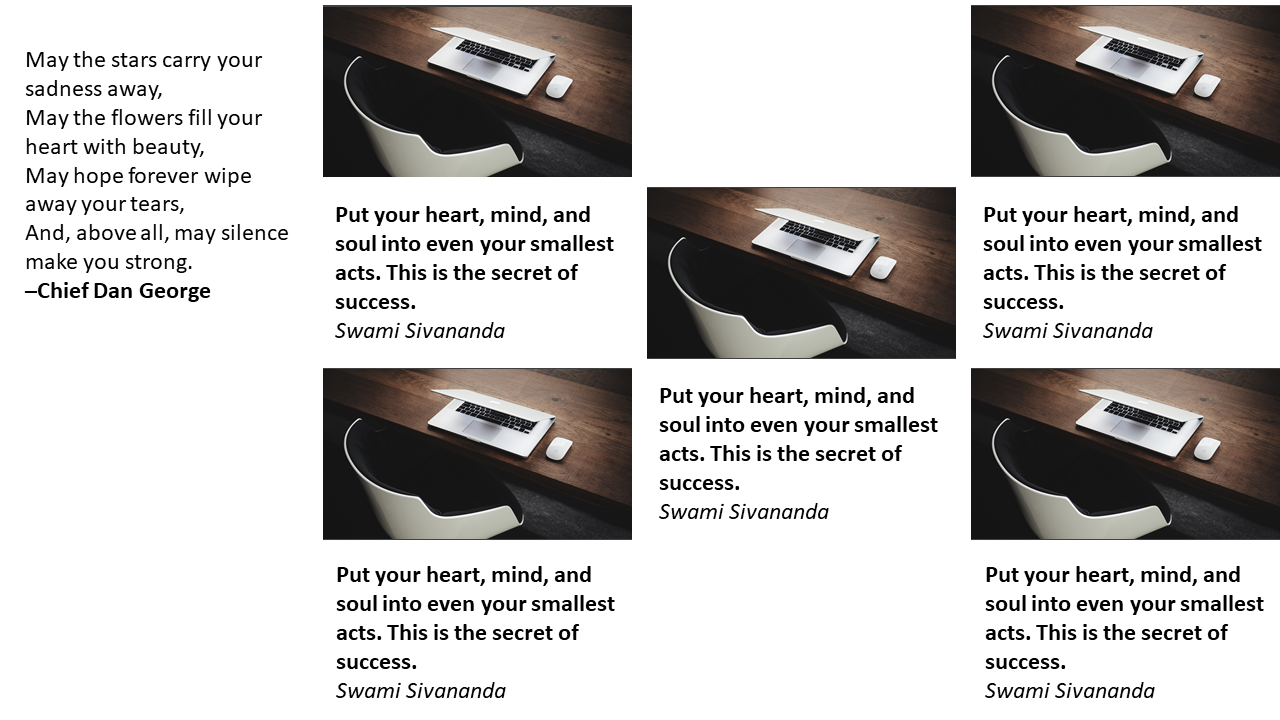 May the stars carry your
sadness away,
May the flowers fill your
heart with beauty,
May hope forever wipe
away your tears,
And, above all, may silence
make you strong.
–Chief Dan George
Put your heart, mind, and
soul into even your smallest
acts. This is the secret of
success.
Swami Sivananda
Put your heart, mind, and
soul into even your smallest
acts. This is the secret of
success.
Swami Sivananda
Put your heart, mind, and
soul into even your smallest
acts. This is the secret of
success.
Swami Sivananda
Put your heart, mind, and
soul into even your smallest
acts. This is the secret of
success.
Swami Sivananda
Put your heart, mind, and
soul into even your smallest
acts. This is the secret of
success.
Swami Sivananda